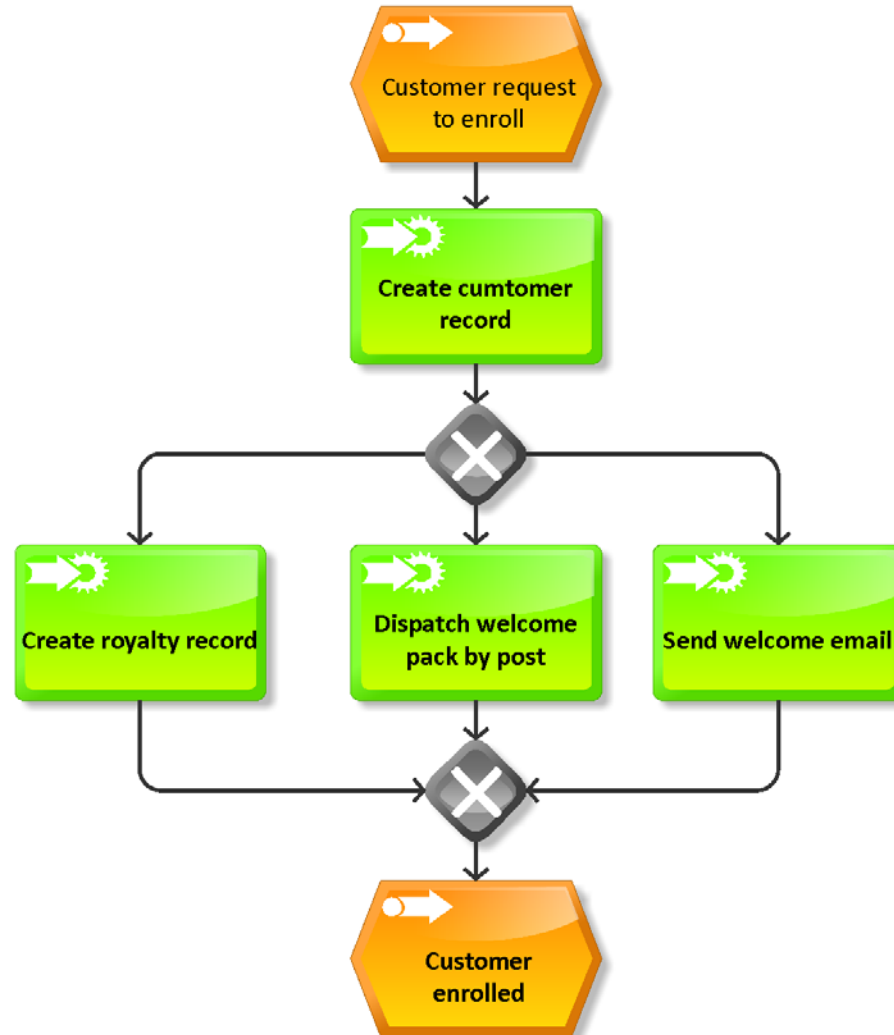 Customer request
to enroll
Create cumtomer
record
Create royalty record
Dispatch welcome
pack by post
Send welcome email
Customer
enrolled